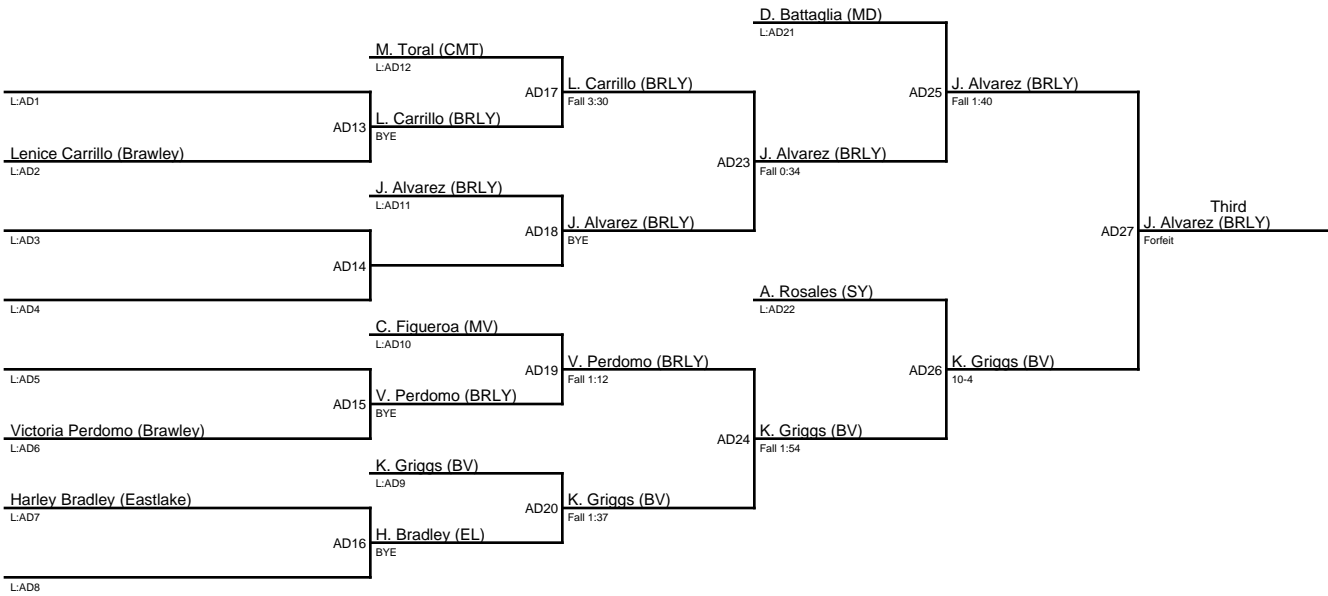 D. Battaglia (MD)
L:AD21
M. Toral (CMT)
L:AD12
AD17
L. Carrillo (BRLY)
Fall 3:30
AD25
J. Alvarez (BRLY)
Fall 1:40
L:AD1
AD13
L. Carrillo (BRLY)
BYE
Lenice Carrillo (Brawley)
L:AD2
AD23
J. Alvarez (BRLY)
Fall 0:34
J. Alvarez (BRLY)
L:AD11
AD18
J. Alvarez (BRLY)
BYE
L:AD3
AD27
Third
J. Alvarez (BRLY)
Forfeit
AD14
L:AD4
A. Rosales (SY)
L:AD22
C. Figueroa (MV)
L:AD10
AD19
V. Perdomo (BRLY)
Fall 1:12
AD26
K. Griggs (BV)
10-4
L:AD5
AD15
V. Perdomo (BRLY)
BYE
Victoria Perdomo (Brawley)
L:AD6
AD24
K. Griggs (BV)
Fall 1:54
K. Griggs (BV)
L:AD9
Harley Bradley (Eastlake)
L:AD7
AD20
K. Griggs (BV)
Fall 1:37
AD16
H. Bradley (EL)
BYE
L:AD8